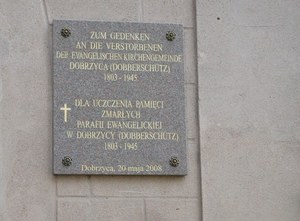 ZUM GEDENKEN
AN DIE VERSTORBENEN
DER EVANGELISCHEN KIRCHENGEMEINDE
DOBRZYCA (DOBBERSCHÜTZ)
1803 - 1945
DLA UCZCZENIA PAMIĘCI
ZMARŁYCH
PARAFII EWANGELICKIEJ
W DOBRZYCY (DOBBERSCHÜTZ)
1803 - 1945
Dobrzyca, 20 maja 2008